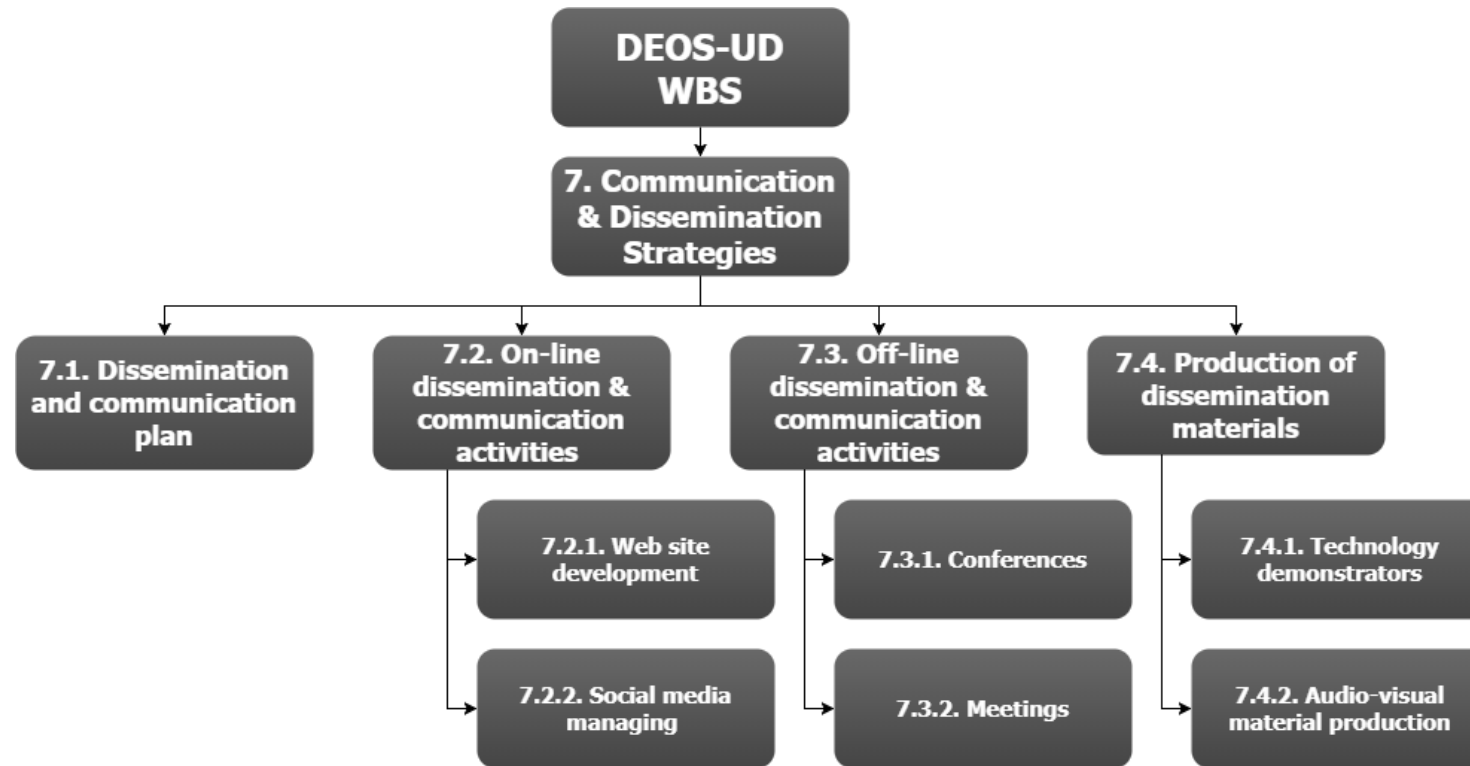 DEOS-UD
WBS
7. Communication
& Dissemination
Strategies
7.1. Dissemination
and communication
plan
7.2. On-line
dissemination &
communication
activities
7.3. Off-line
dissemination &
communication
activities
7.4. Production of
dissemination
materials
7.2.1. Web site
development
7.3.1. Conferences
7.4.1. Technology
demonstrators
7.2.2. Social media
managing
7.3.2. Meetings
7.4.2. Audio-visual
material production